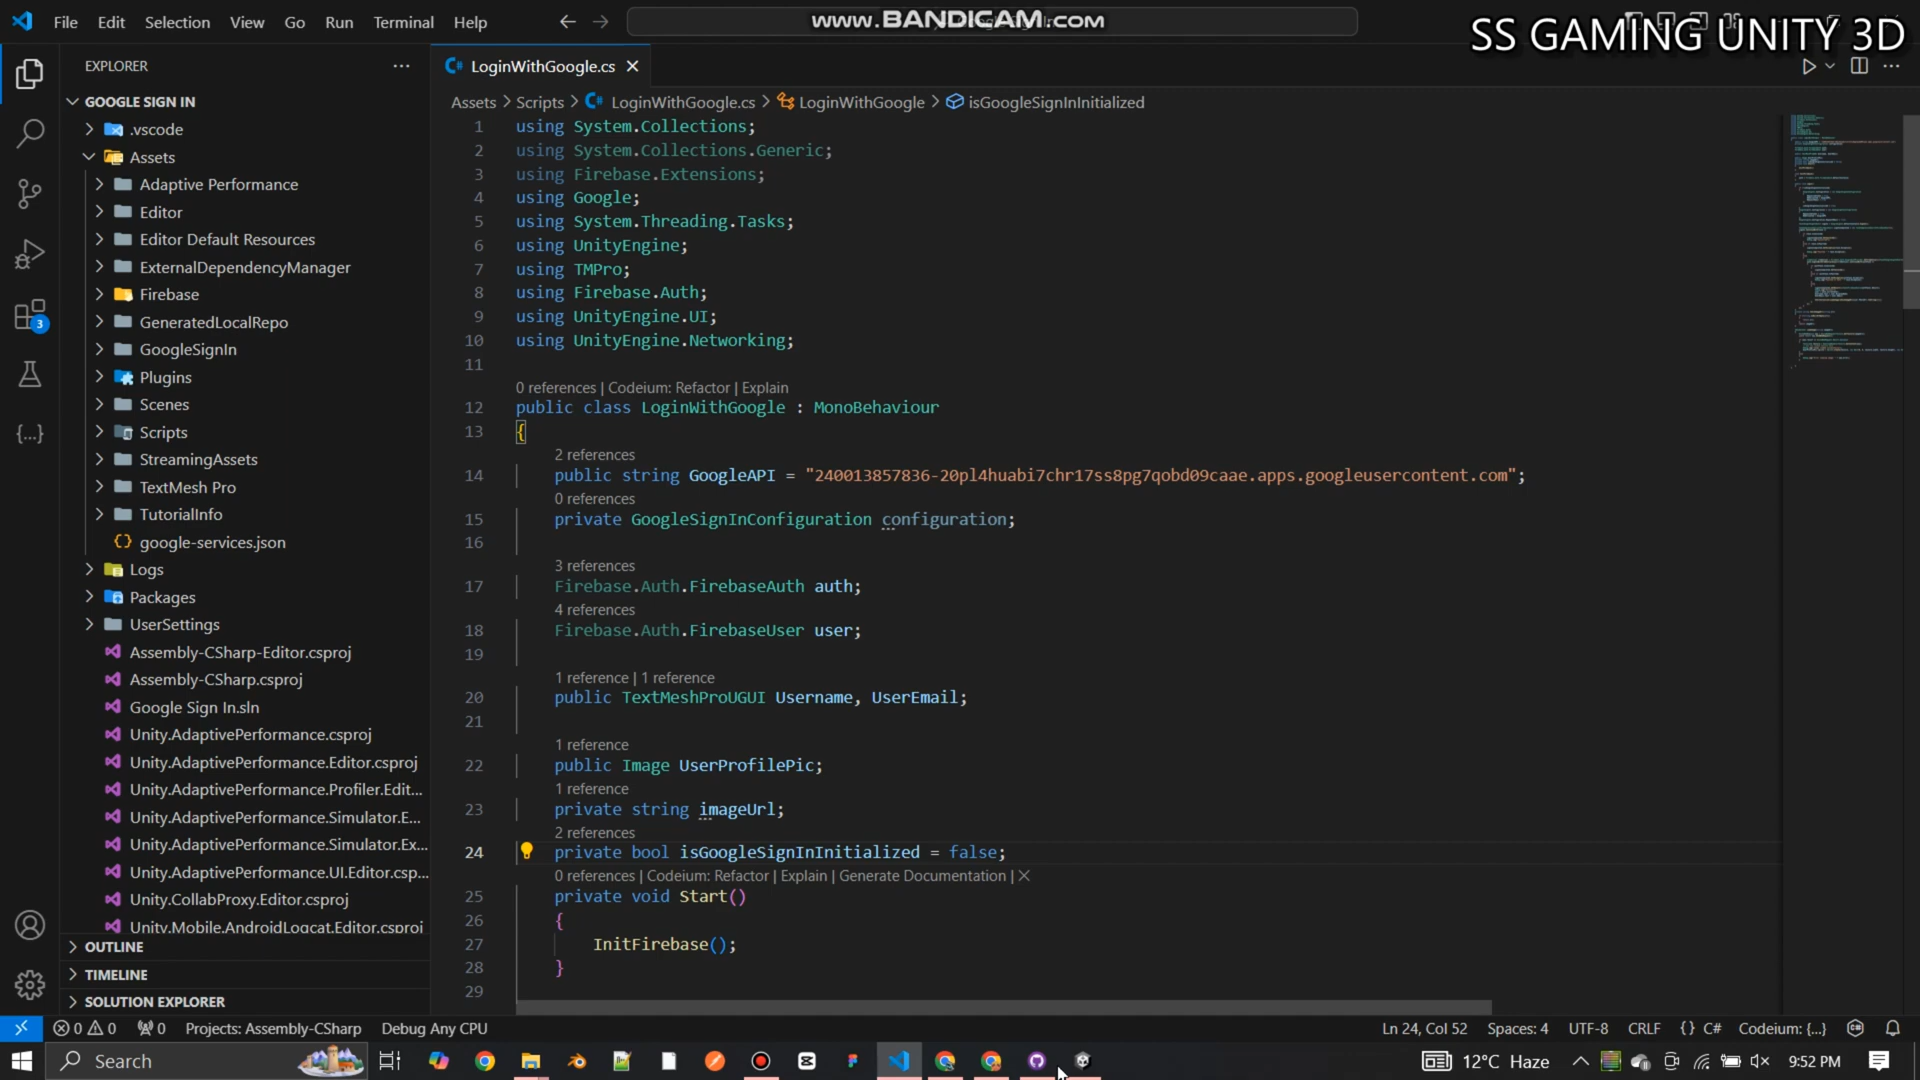 File Edit Selection View Go Run Terminal Help
www.BANDICAM.com
SS GAMING UNITY 3D
EXPLORER
LoginWithGoogle.cs
GOOGLE SIGN IN
.vscode
Assets
Adaptive Performance
Editor
Editor Default Resources
ExternalDependencyManager
Firebase
GeneratedLocalRepo
GoogleSignIn
Plugins
Scenes
Scripts
StreamingAssets
TextMesh Pro
TutorialInfo
google-services.json
Logs
Packages
UserSettings
Assembly-CSharp-Editor.csproj
Assembly-CSharp.csproj
Google Sign In.sln
Unity.AdaptivePerformance.csproj
Unity.AdaptivePerformance.Editor.csproj
Unity.AdaptivePerformance.Profiler.Edit...
Unity.AdaptivePerformance.Simulator.E...
Unity.AdaptivePerformance.Simulator.Ex...
Unity.AdaptivePerformance.UI.Editor.csp...
Unity.CollabProxy.Editor.csproj
Unity.Mobile.AndroidLogcat.Editor.csproj
OUTLINE
TIMELINE
SOLUTION EXPLORER
3
Assets > Scripts > LoginWithGoogle.cs > LoginWithGoogle > isGoogleSignInInitialized
1 using System.Collections;
2 using System.Collections.Generic;
3 using Firebase.Extensions;
4 using Google;
5 using System.Threading.Tasks;
6 using UnityEngine;
7 using TMPro;
8 using Firebase.Auth;
9 using UnityEngine.UI;
10 using UnityEngine.Networking;
11
0 references | Codeium: Refactor | Explain
12 public class LoginWithGoogle : MonoBehaviour
13 {
2 references
14 public string GoogleAPI = "240013857836-20pl4huabi7chr17ss8pg7qobd09caae.apps.googleusercontent.com";
0 references
15 private GoogleSignInConfiguration configuration;
16
3 references
17 Firebase.Auth.FirebaseAuth auth;
4 references
18 Firebase.Auth.FirebaseUser user;
19
1 reference | 1 reference
20 public TextMeshProUGUI Username, UserEmail;
21
1 reference
22 public Image UserProfilePic;
1 reference
23 private string imageUrl;
2 references
24 private bool isGoogleSignInInitialized = false;
0 references | Codeium: Refactor | Explain | Generate Documentation | ×
25 private void Start()
26 {
27 InitFirebase();
28 }
29
0 0 0 Projects: Assembly-CSharp Debug Any CPU
Ln 24, Col 52 Spaces: 4 UTF-8 CRLF {} C# Codeium: {...}
Search
12°C Haze
9:52 PM